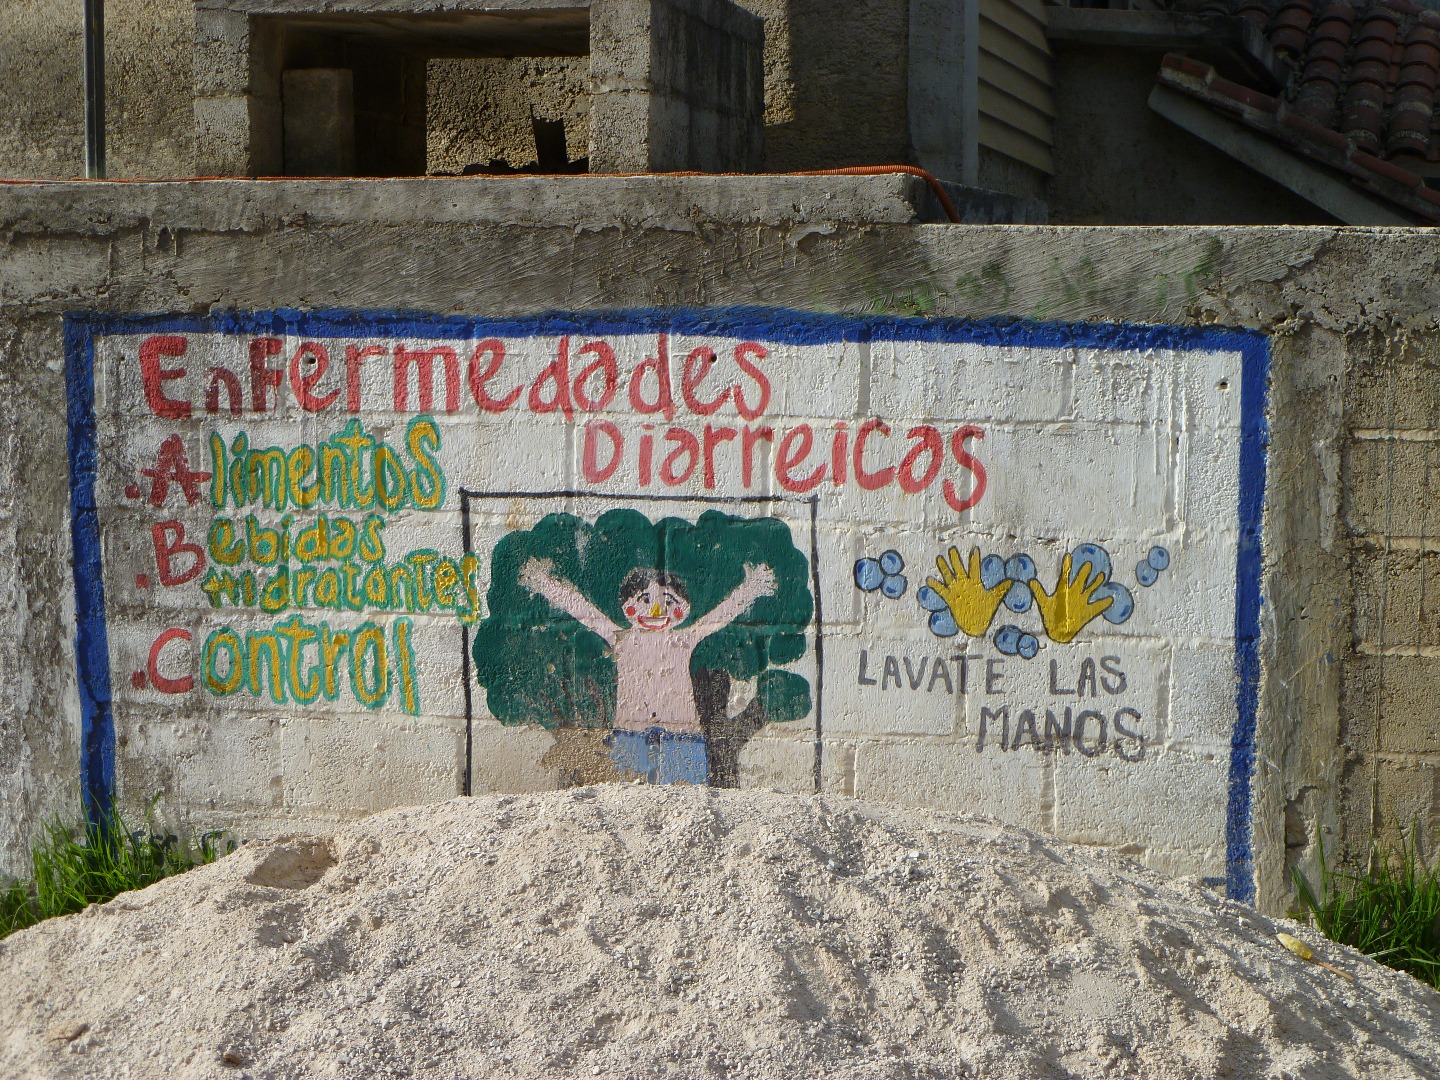 Enfermedades
Diarreicas
.Alimentos
.Bebidas
Hidratantes
.Control
LAVATE LAS
MANOS